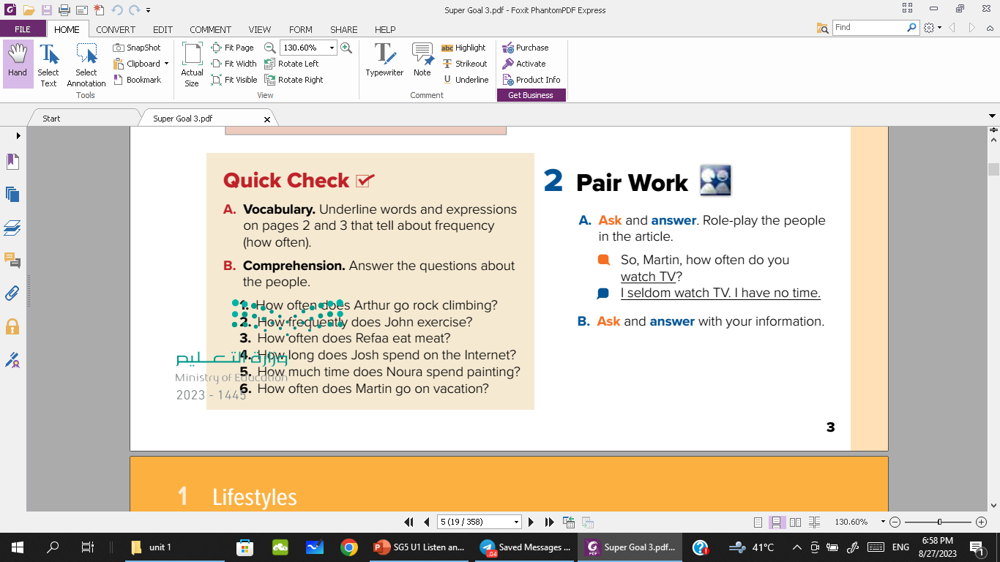 Super Goal 3.pdf - Foxit PhantomPDF Express
FILE HOME CONVERT EDIT COMMENT VIEW FORM SHARE HELP
Find
Hand
Select Text
Select Annotation
SnapShot
Clipboard
Bookmark
Tools
Actual Size
Fit Page
Fit Width
Fit Visible
130.60%
Rotate Left
Rotate Right
View
Typewriter
Note
Highlight
Strikeout
Underline
Comment
Purchase
Activate
Product Info
Get Business
Start
Super Goal 3.pdf
Quick Check
A. Vocabulary. Underline words and expressions
on pages 2 and 3 that tell about frequency
(how often).
B. Comprehension. Answer the questions about
the people.
1. How often does Arthur go rock climbing?
2. How frequently does John exercise?
3. How often does Refaa eat meat?
4. How long does Josh spend on the Internet?
5. How much time does Noura spend painting?
6. How often does Martin go on vacation?
وزارة التعليم
Ministry of Education
2023 - 1445
2 Pair Work
A. Ask and answer. Role-play the people
in the article.
So, Martin, how often do you
watch TV?
I seldom watch TV. I have no time.
B. Ask and answer with your information.
3
1 Lifestyles
5 (19 / 358)
130.60%
unit 1
SG5 U1 Listen an...
Saved Messages ...
Super Goal 3.pdf...
41°C
ENG
6:58 PM
8/27/2023